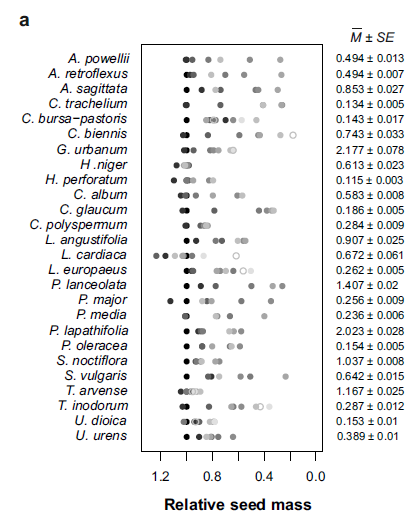 a
M ± SE
A. powellii 0.494 ± 0.013
A. retroflexus 0.494 ± 0.007
A. sagittata 0.853 ± 0.027
C. trachelium 0.134 ± 0.005
C. bursa−pastoris 0.143 ± 0.017
C. biennis 0.743 ± 0.033
G. urbanum 2.177 ± 0.078
H .niger 0.613 ± 0.023
H. perforatum 0.115 ± 0.003
C. album 0.583 ± 0.008
C. glaucum 0.186 ± 0.005
C. polyspermum 0.284 ± 0.009
L. angustifolia 0.907 ± 0.025
L. cardiaca 0.672 ± 0.061
L. europaeus 0.262 ± 0.005
P. lanceolata 1.407 ± 0.02
P. major 0.256 ± 0.009
P. media 0.236 ± 0.006
P. lapathifolia 2.023 ± 0.028
P. oleracea 0.154 ± 0.005
S. noctiflora 1.037 ± 0.008
S. vulgaris 0.642 ± 0.015
T. arvense 1.167 ± 0.025
T. inodorum 0.287 ± 0.012
U. dioica 0.153 ± 0.01
U. urens 0.389 ± 0.01
1.2 0.8 0.4 0.0
Relative seed mass